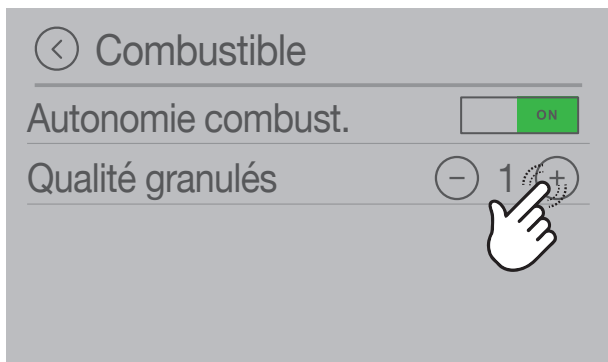 Combustible
Autonomie combust. ON
Qualité granulés − 1 +